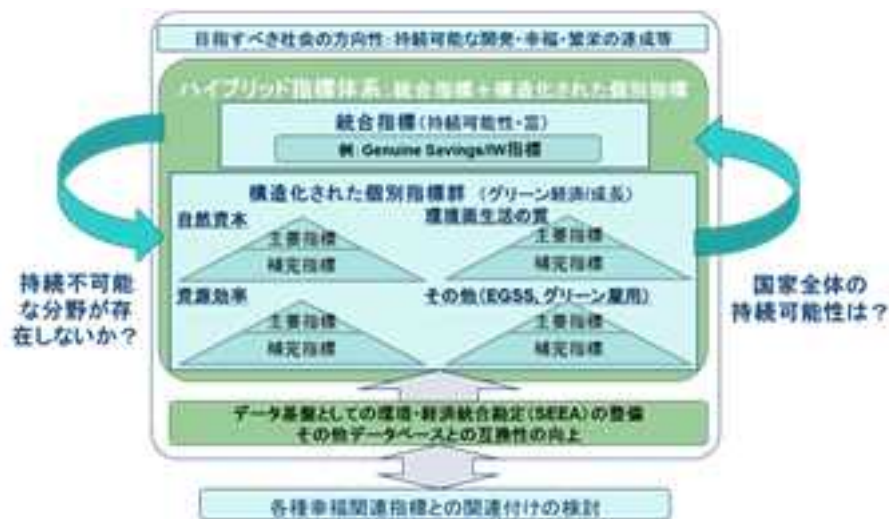 目指すべき社会の方向性：持続可能な開発・幸福・繁栄の達成等
ハイブリッド指標体系：統合指標＋構造化された個別指標
統合指標（持続可能性・富）
例: Genuine Savings/IW指標
構造化された個別指標群（グリーン経済/成長）
自然資本
主要指標
補完指標
環境面生活の質
主要指標
補完指標
資源効率
主要指標
補完指標
その他（EGSS, グリーン雇用）
主要指標
補完指標
持続不可能
な分野が存
在しないか？
国家全体の
持続可能性は？
データ基盤としての環境・経済統合勘定（SEEA）の整備
その他データベースとの互換性の向上
各種幸福関連指標との関連付けの検討